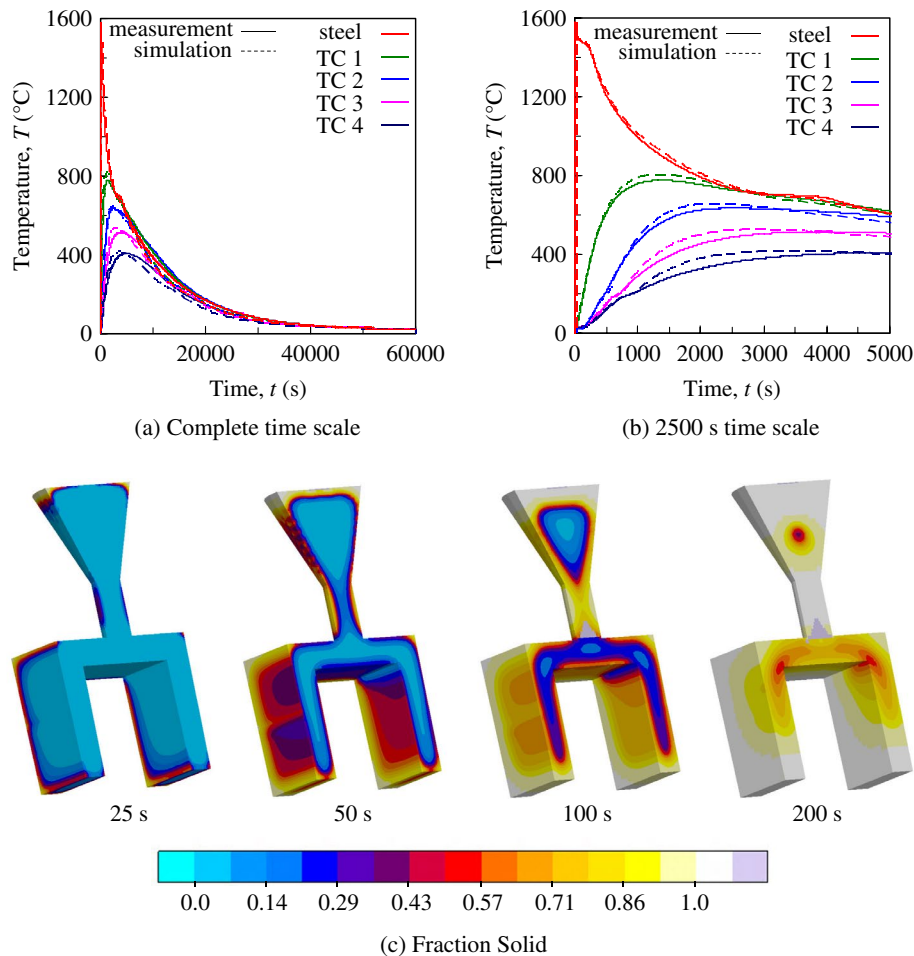 1600
1200
800
400
0
Temperature, T (°C)
measurement
simulation
steel
TC 1
TC 2
TC 3
TC 4
0 20000 40000 60000
Time, t (s)
(a) Complete time scale
1600
1200
800
400
0
Temperature, T (°C)
measurement
simulation
steel
TC 1
TC 2
TC 3
TC 4
0 1000 2000 3000 4000 5000
Time, t (s)
(b) 2500 s time scale
25 s 50 s 100 s 200 s
0.0 0.14 0.29 0.43 0.57 0.71 0.86 1.0
(c) Fraction Solid